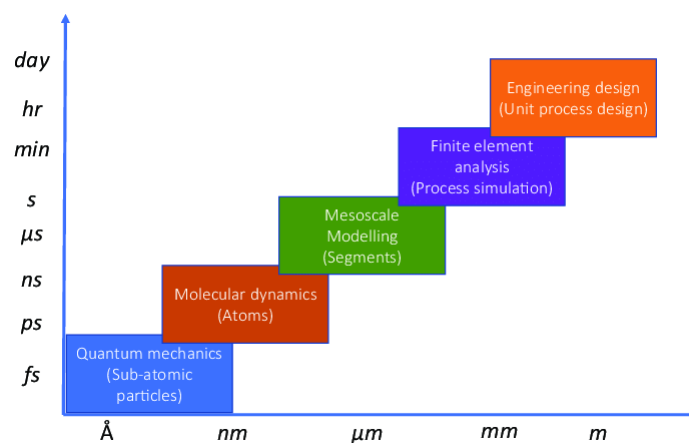 day
hr
min
s
µs
ns
ps
fs
Engineering design
(Unit process design)
Finite element
analysis
(Process simulation)
Mesoscale
Modelling
(Segments)
Molecular dynamics
(Atoms)
Quantum mechanics
(Sub-atomic
particles)
Å nm µm mm m